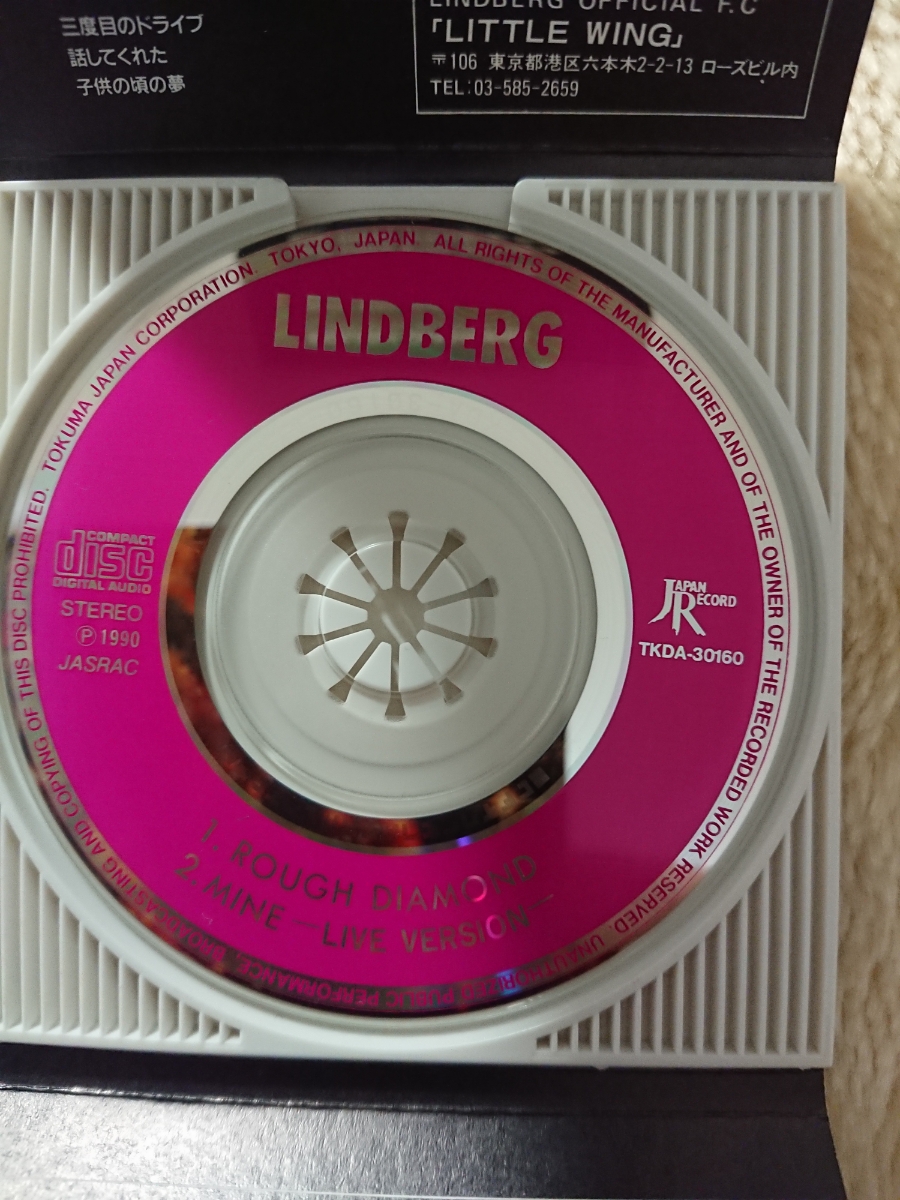 三度目のドライブ
話してくれた
子供の頃の夢
LINDBERG OFFICIAL F.C
「LITTLE WING」
〒106 東京都港区六本木2-2-13 ローズビル内
TEL:03-585-2659
TOKUMA JAPAN CORPORATION. TOKYO, JAPAN. ALL RIGHTS OF THE MANUFACTURER AND OF THE OWNER OF THE RECORDED WORK RESERVED. UNAUTHORIZED PUBLIC PERFORMANCE, BROADCASTING AND COPYING OF THIS DISC PROHIBITED.
LINDBERG
COMPACT
disc
DIGITAL AUDIO
STEREO
Ⓟ1990
JASRAC
JAPAN
RECORD
TKDA-30160
1. ROUGH DIAMOND
2. MINE —LIVE VERSION—